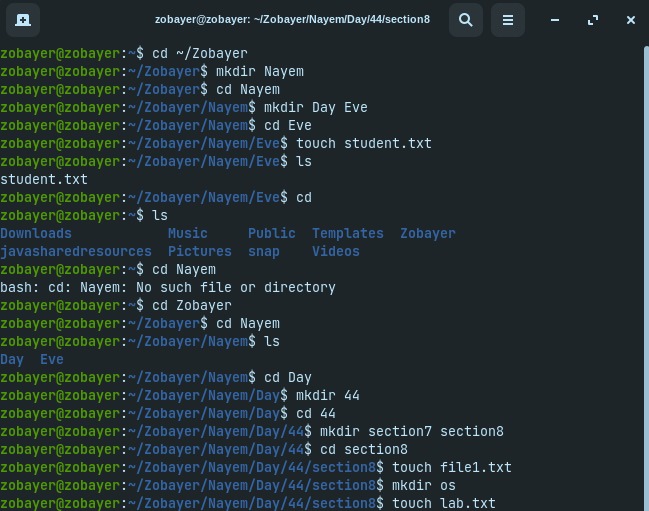 zobayer@zobayer: ~/Zobayer/Nayem/Day/44/section8
zobayer@zobayer:~$ cd ~/Zobayer
zobayer@zobayer:~/Zobayer$ mkdir Nayem
zobayer@zobayer:~/Zobayer$ cd Nayem
zobayer@zobayer:~/Zobayer/Nayem$ mkdir Day Eve
zobayer@zobayer:~/Zobayer/Nayem$ cd Eve
zobayer@zobayer:~/Zobayer/Nayem/Eve$ touch student.txt
zobayer@zobayer:~/Zobayer/Nayem/Eve$ ls
student.txt
zobayer@zobayer:~/Zobayer/Nayem/Eve$ cd
zobayer@zobayer:~$ ls
Downloads            Music     Public  Templates  Zobayer
javasharedresources  Pictures  snap    Videos
zobayer@zobayer:~$ cd Nayem
bash: cd: Nayem: No such file or directory
zobayer@zobayer:~$ cd Zobayer
zobayer@zobayer:~/Zobayer$ cd Nayem
zobayer@zobayer:~/Zobayer/Nayem$ ls
Day  Eve
zobayer@zobayer:~/Zobayer/Nayem$ cd Day
zobayer@zobayer:~/Zobayer/Nayem/Day$ mkdir 44
zobayer@zobayer:~/Zobayer/Nayem/Day$ cd 44
zobayer@zobayer:~/Zobayer/Nayem/Day/44$ mkdir section7 section8
zobayer@zobayer:~/Zobayer/Nayem/Day/44$ cd section8
zobayer@zobayer:~/Zobayer/Nayem/Day/44/section8$ touch file1.txt
zobayer@zobayer:~/Zobayer/Nayem/Day/44/section8$ mkdir os
zobayer@zobayer:~/Zobayer/Nayem/Day/44/section8$ touch lab.txt